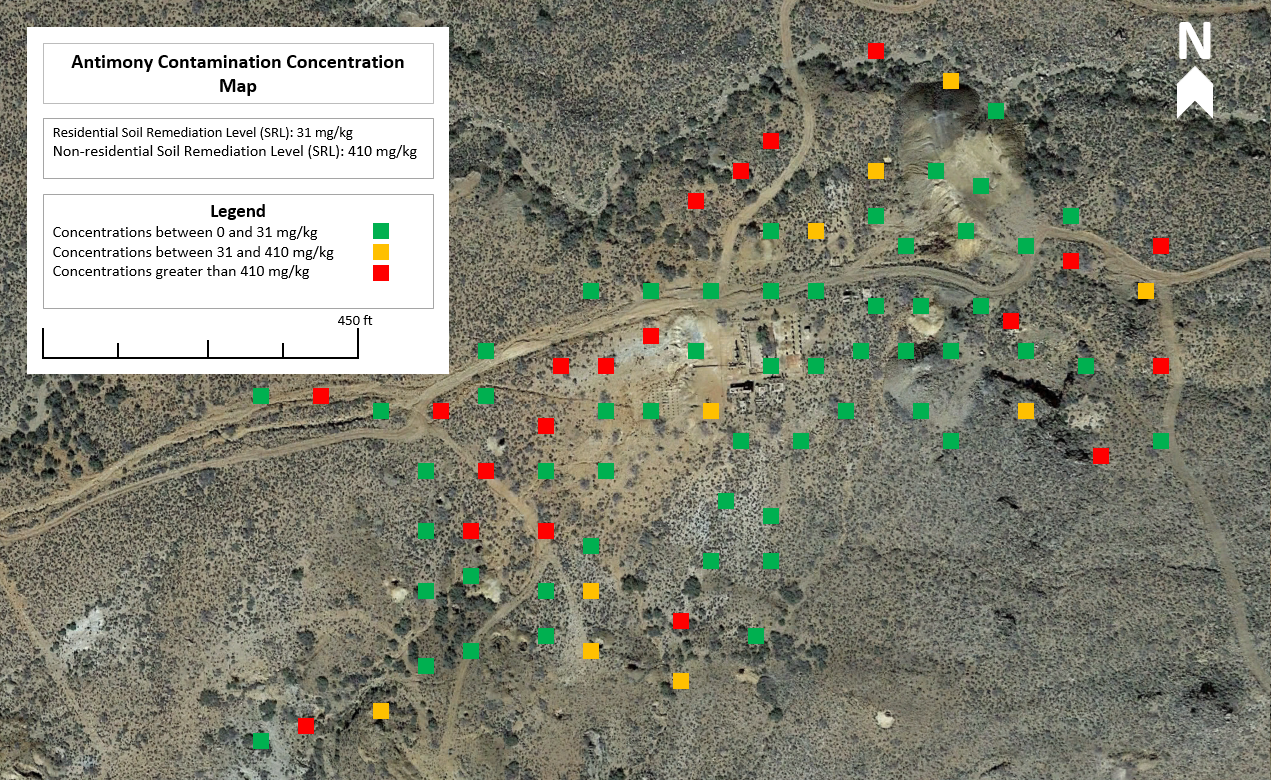 Antimony Contamination Concentration
Map
Residential Soil Remediation Level (SRL): 31 mg/kg
Non-residential Soil Remediation Level (SRL): 410 mg/kg
Legend
Concentrations between 0 and 31 mg/kg
Concentrations between 31 and 410 mg/kg
Concentrations greater than 410 mg/kg
450 ft
N